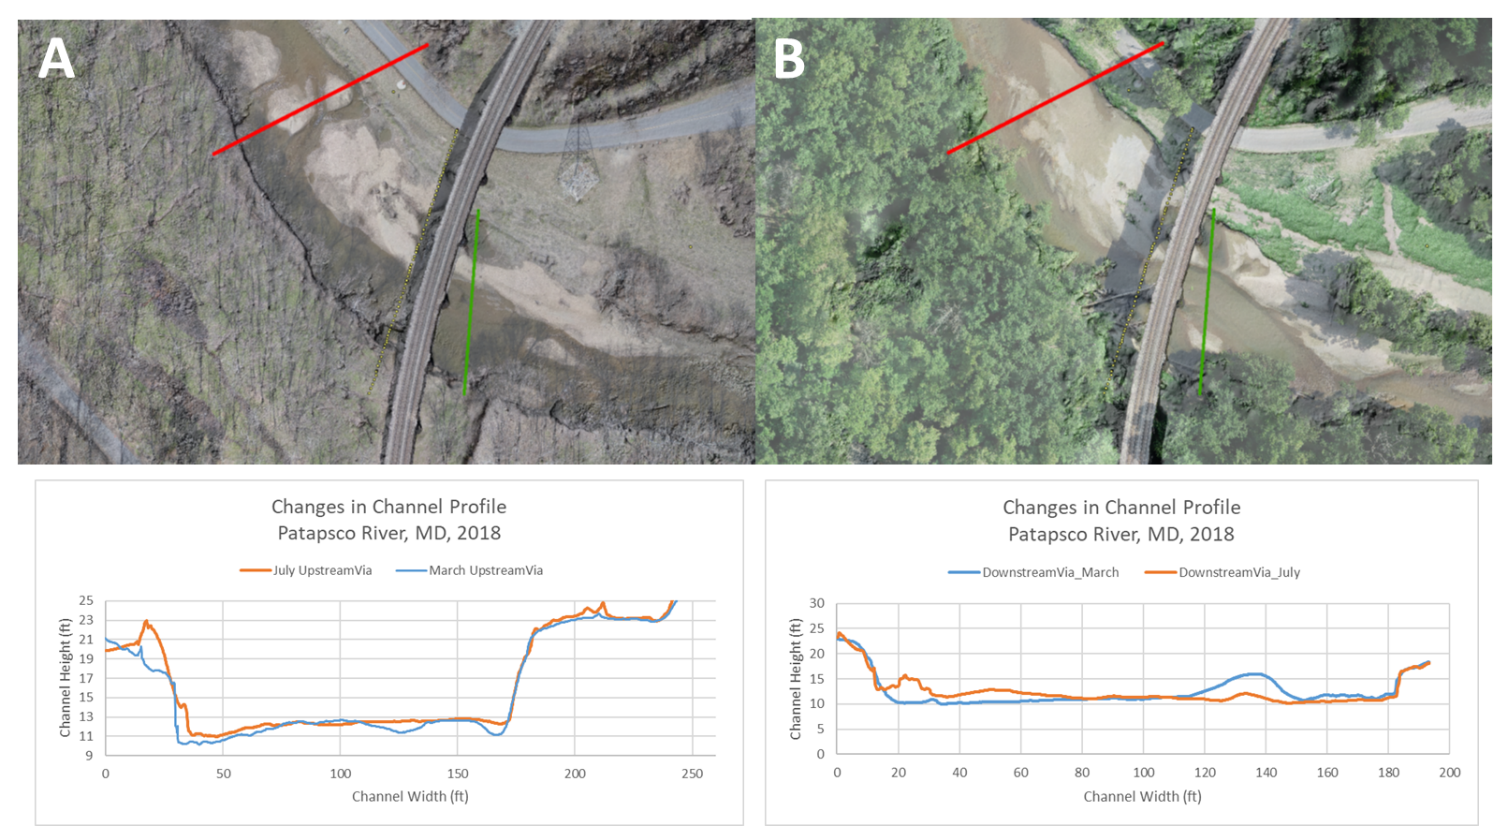 A
B
Changes in Channel Profile
Patapsco River, MD, 2018
July UpstreamVia
March UpstreamVia
Channel Height (ft)
25
23
21
19
17
15
13
11
9
0
50
100
150
200
250
Channel Width (ft)
Changes in Channel Profile
Patapsco River, MD, 2018
DownstreamVia_March
DownstreamVia_July
Channel Height (ft)
30
25
20
15
10
5
0
0
20
40
60
80
100
120
140
160
180
200
Channel Width (ft)